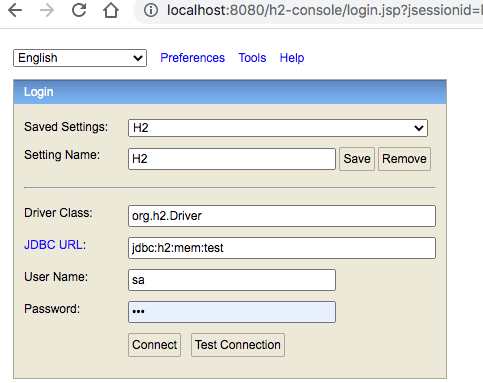 localhost:8080/h2-console/login.jsp?jsessionid=
English Preferences Tools Help
Login
Saved Settings: H2
Setting Name: H2 Save Remove
Driver Class: org.h2.Driver
JDBC URL: jdbc:h2:mem:test
User Name: sa
Password: •••
Connect Test Connection